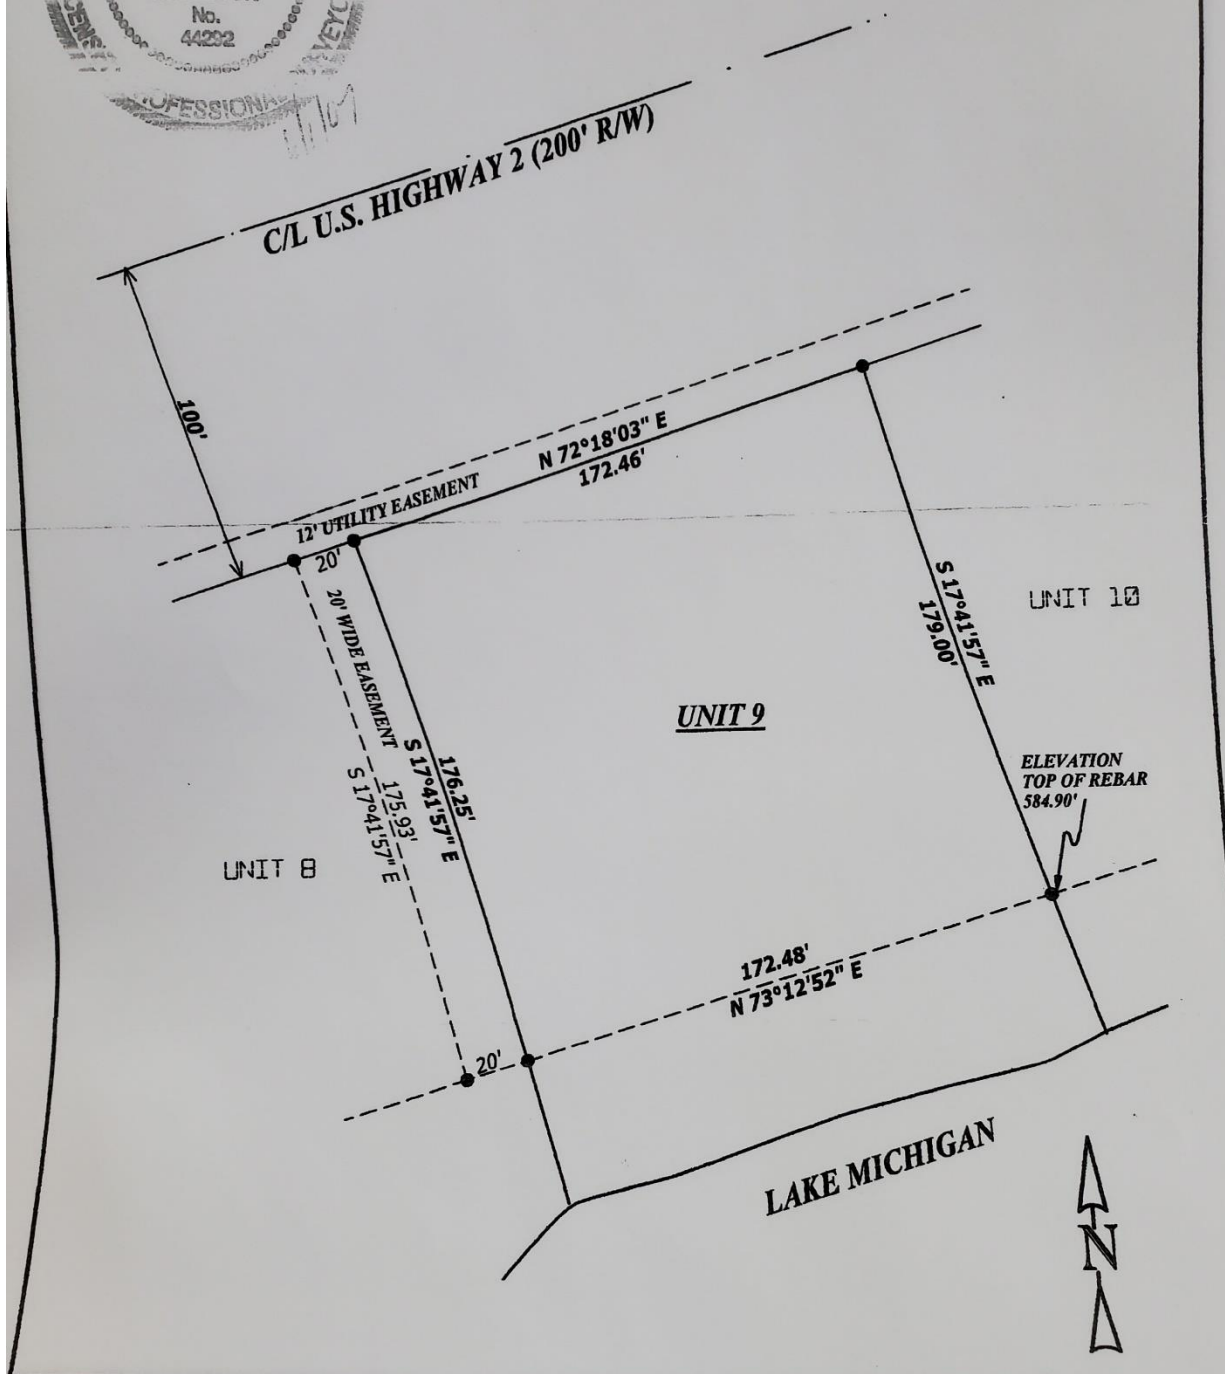 No.
44292
C/L U.S. HIGHWAY 2 (200' R/W)
100'
N 72°18'03" E
172.46'
12' UTILITY EASEMENT
20'
20' WIDE EASEMENT
175.93'
S 17°41'57" E
176.25'
S 17°41'57" E
S 17°41'57" E
179.00'
UNIT 10
UNIT 9
ELEVATION
TOP OF REBAR
584.90'
UNIT 8
172.48'
N 73°12'52" E
20'
LAKE MICHIGAN
N